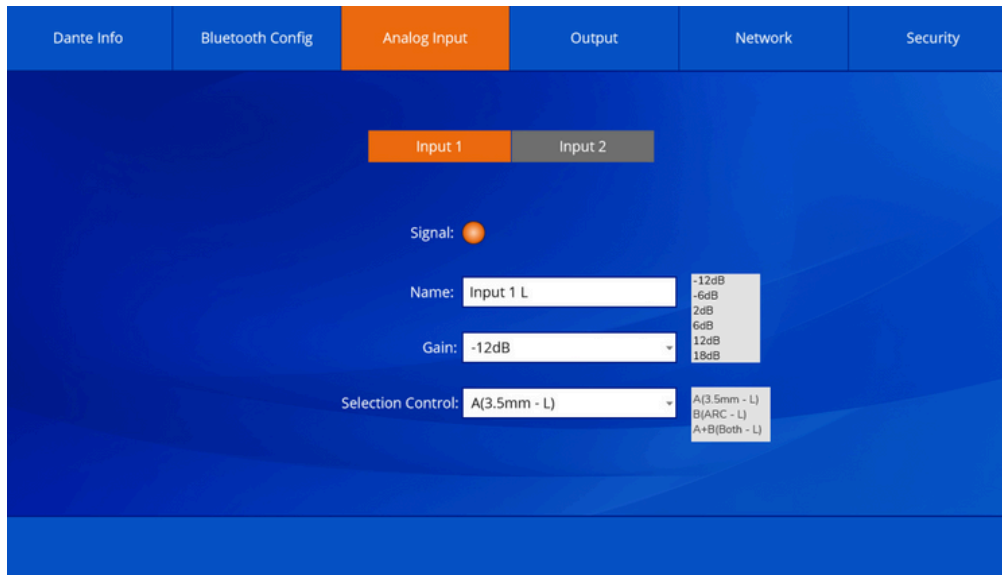 Dante Info Bluetooth Config Analog Input Output Network Security
Input 1 Input 2
Signal:
Name: Input 1 L
Gain: -12dB
Selection Control: A(3.5mm - L)
-12dB
-6dB
2dB
6dB
12dB
18dB
A(3.5mm - L)
B(ARC - L)
A+B(Both - L)